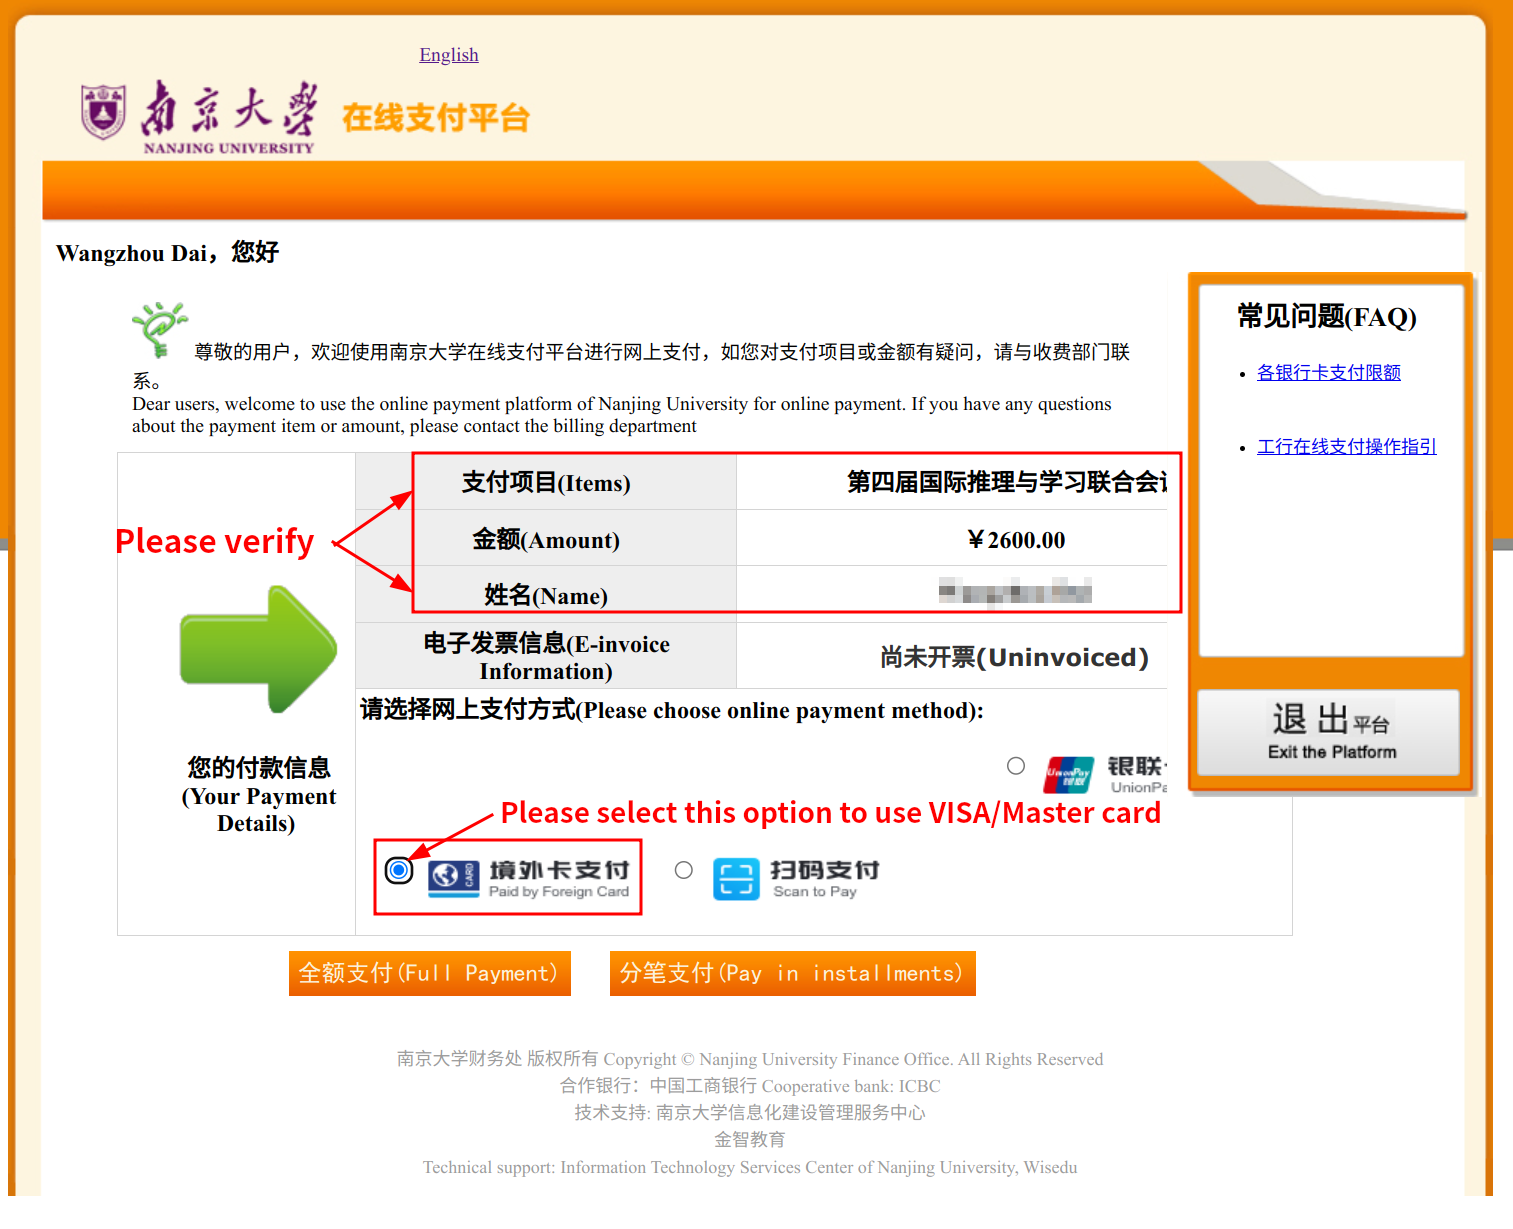 English
南京大學
NANJING UNIVERSITY
在线支付平台
Wangzhou Dai，您好
尊敬的用户，欢迎使用南京大学在线支付平台进行网上支付，如您对支付项目或金额有疑问，请与收费部门联
系。
Dear users, welcome to use the online payment platform of Nanjing University for online payment. If you have any questions
about the payment item or amount, please contact the billing department
支付项目(Items)
第四届国际推理与学习联合会
金额(Amount)
￥2600.00
姓名(Name)
Please verify
电子发票信息(E-invoice
Information)
尚未开票(Uninvoiced)
您的付款信息
(Your Payment
Details)
请选择网上支付方式(Please choose online payment method):
UnionPay
银联
银联
UnionPa
Please select this option to use VISA/Master card
CARD
境外卡支付
Paid by Foreign Card
扫码支付
Scan to Pay
全额支付(Full Payment)
分笔支付(Pay in installments)
常见问题(FAQ)
各银行卡支付限额
工行在线支付操作指引
退出平台
Exit the Platform
南京大学财务处 版权所有 Copyright © Nanjing University Finance Office. All Rights Reserved
合作银行：中国工商银行 Cooperative bank: ICBC
技术支持: 南京大学信息化建设管理服务中心
金智教育
Technical support: Information Technology Services Center of Nanjing University, Wisedu